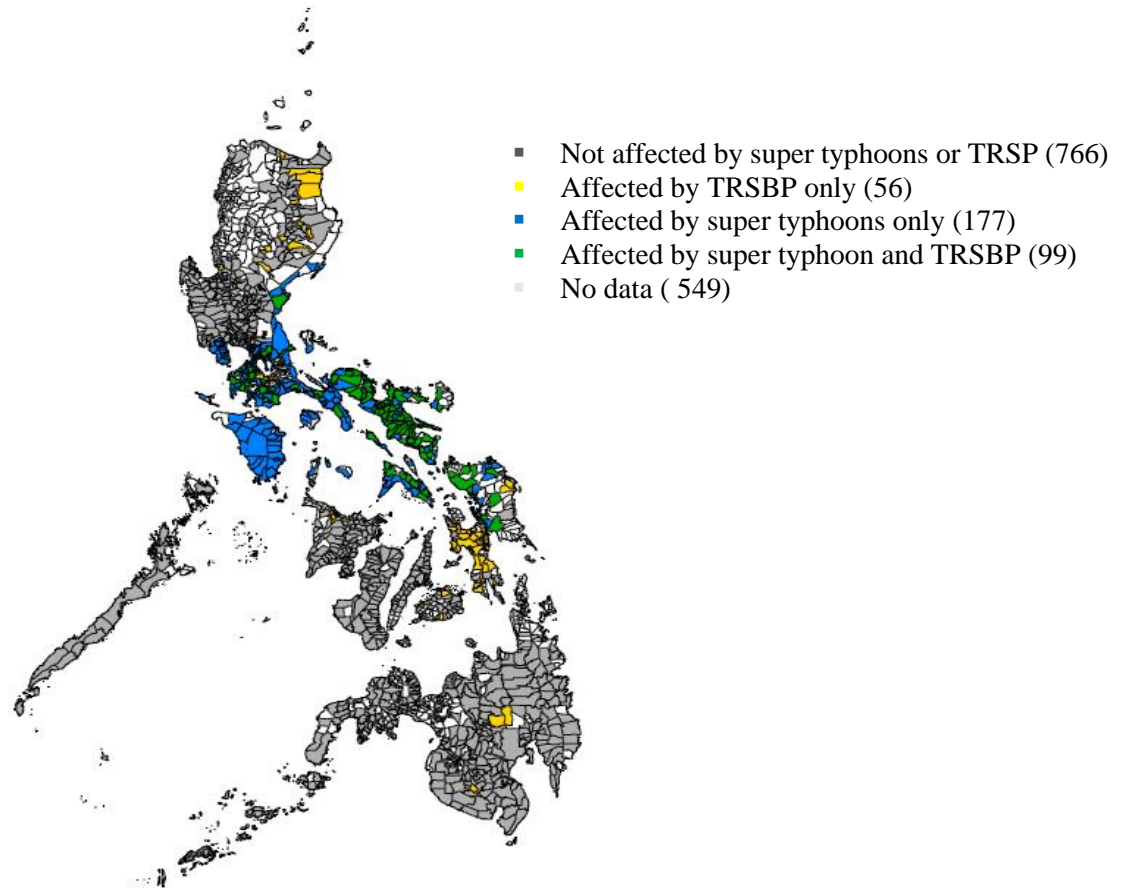 Not affected by super typhoons or TRSP (766)
Affected by TRSBP only (56)
Affected by super typhoons only (177)
Affected by super typhoon and TRSBP (99)
No data ( 549)